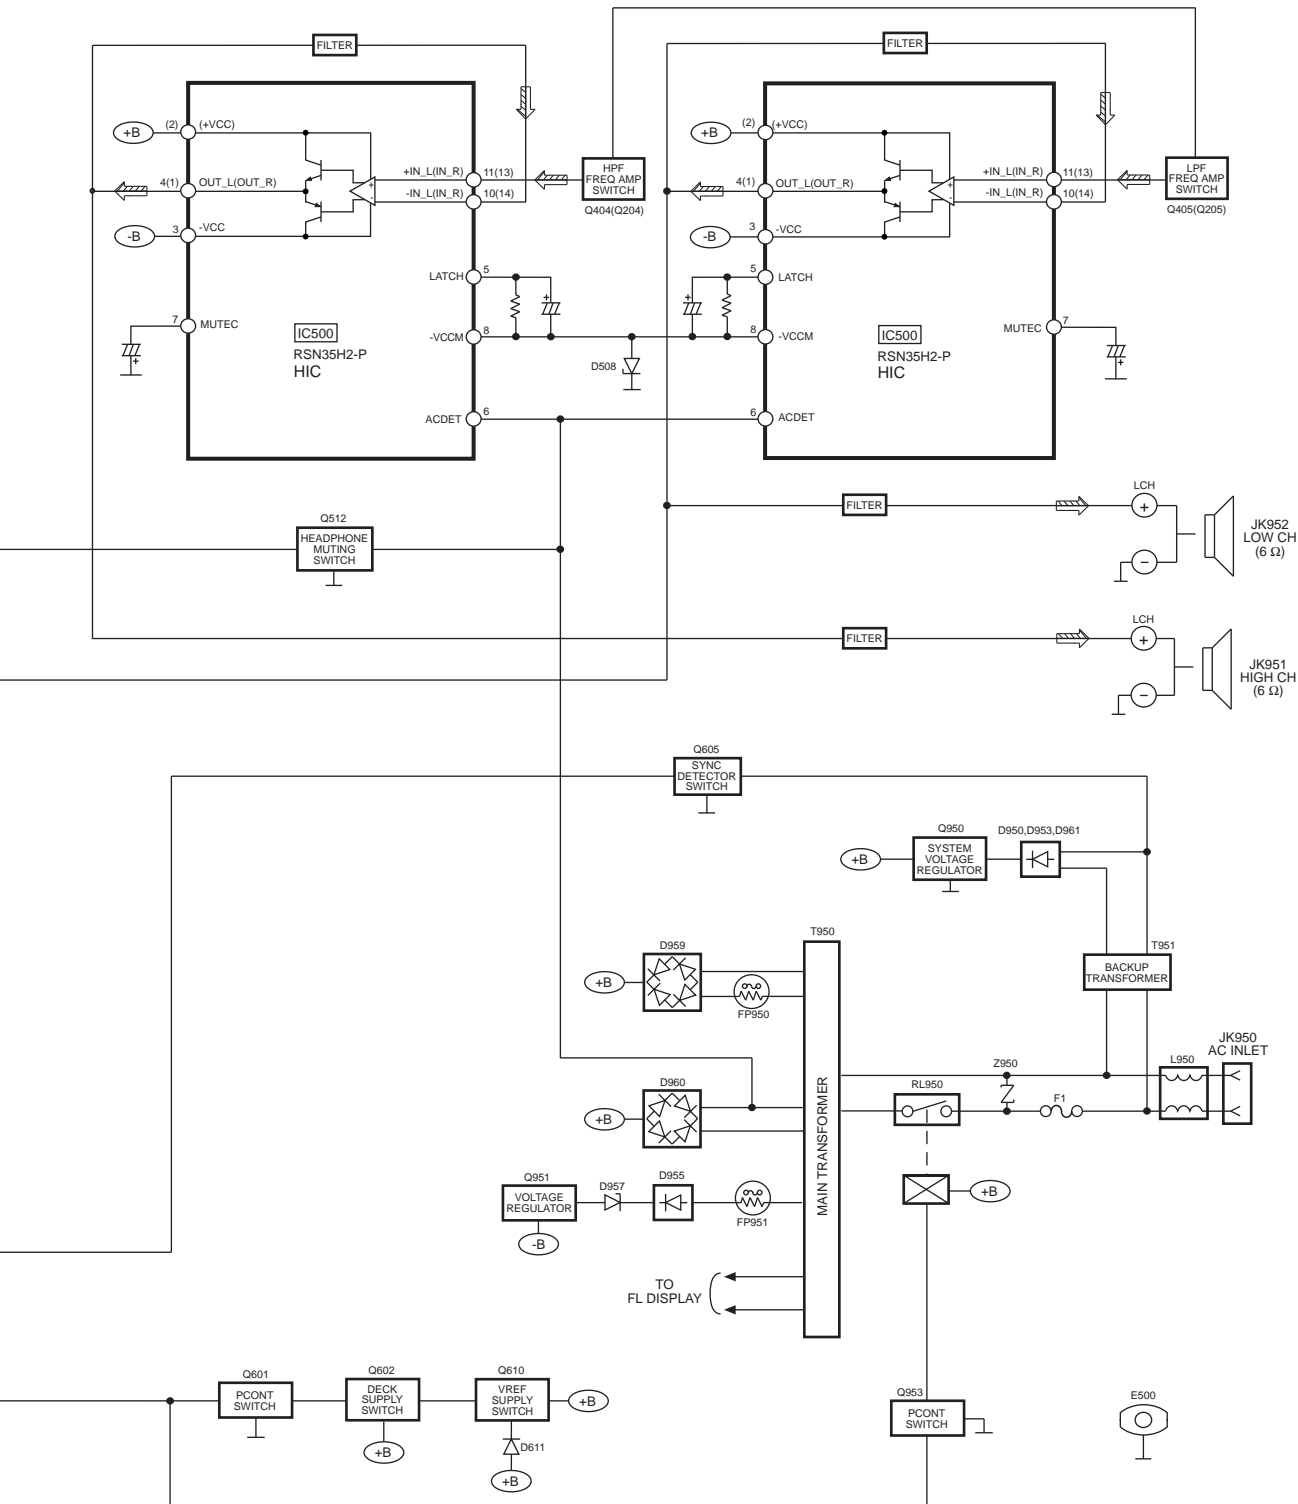 FILTER
FILTER
+B
(2)
(+VCC)
4(1)
OUT_L(OUT_R)
-B
3
-VCC
+IN_L(IN_R)
11(13)
-IN_L(IN_R)
10(14)
+
-
HPF
FREQ AMP
SWITCH
Q404(Q204)
+B
(2)
(+VCC)
4(1)
OUT_L(OUT_R)
-B
3
-VCC
+IN_L(IN_R)
11(13)
-IN_L(IN_R)
10(14)
+
-
LPF
FREQ AMP
SWITCH
Q405(Q205)
LATCH
5
+
+
5
LATCH
7
MUTEC
+
IC500
RSN35H2-P
HIC
-VCCM
8
D508
8
-VCCM
IC500
RSN35H2-P
HIC
MUTEC
7
+
ACDET
6
6
ACDET
Q512
HEADPHONE
MUTING
SWITCH
FILTER
LCH
+
−
JK952
LOW CH
(6 Ω)
FILTER
LCH
+
−
JK951
HIGH CH
(6 Ω)
Q605
SYNC
DETECTOR
SWITCH
+B
Q950
SYSTEM
VOLTAGE
REGULATOR
D950,D953,D961
T951
BACKUP
TRANSFORMER
T950
MAIN TRANSFORMER
D959
+B
FP950
JK950
AC INLET
L950
Z950
F1
RL950
+B
D960
+B
Q951
VOLTAGE
REGULATOR
-B
D957
D955
FP951
TO
FL DISPLAY
Q601
PCONT
SWITCH
Q602
DECK
SUPPLY
SWITCH
+B
Q610
VREF
SUPPLY
SWITCH
+B
D611
+B
Q953
PCONT
SWITCH
E500